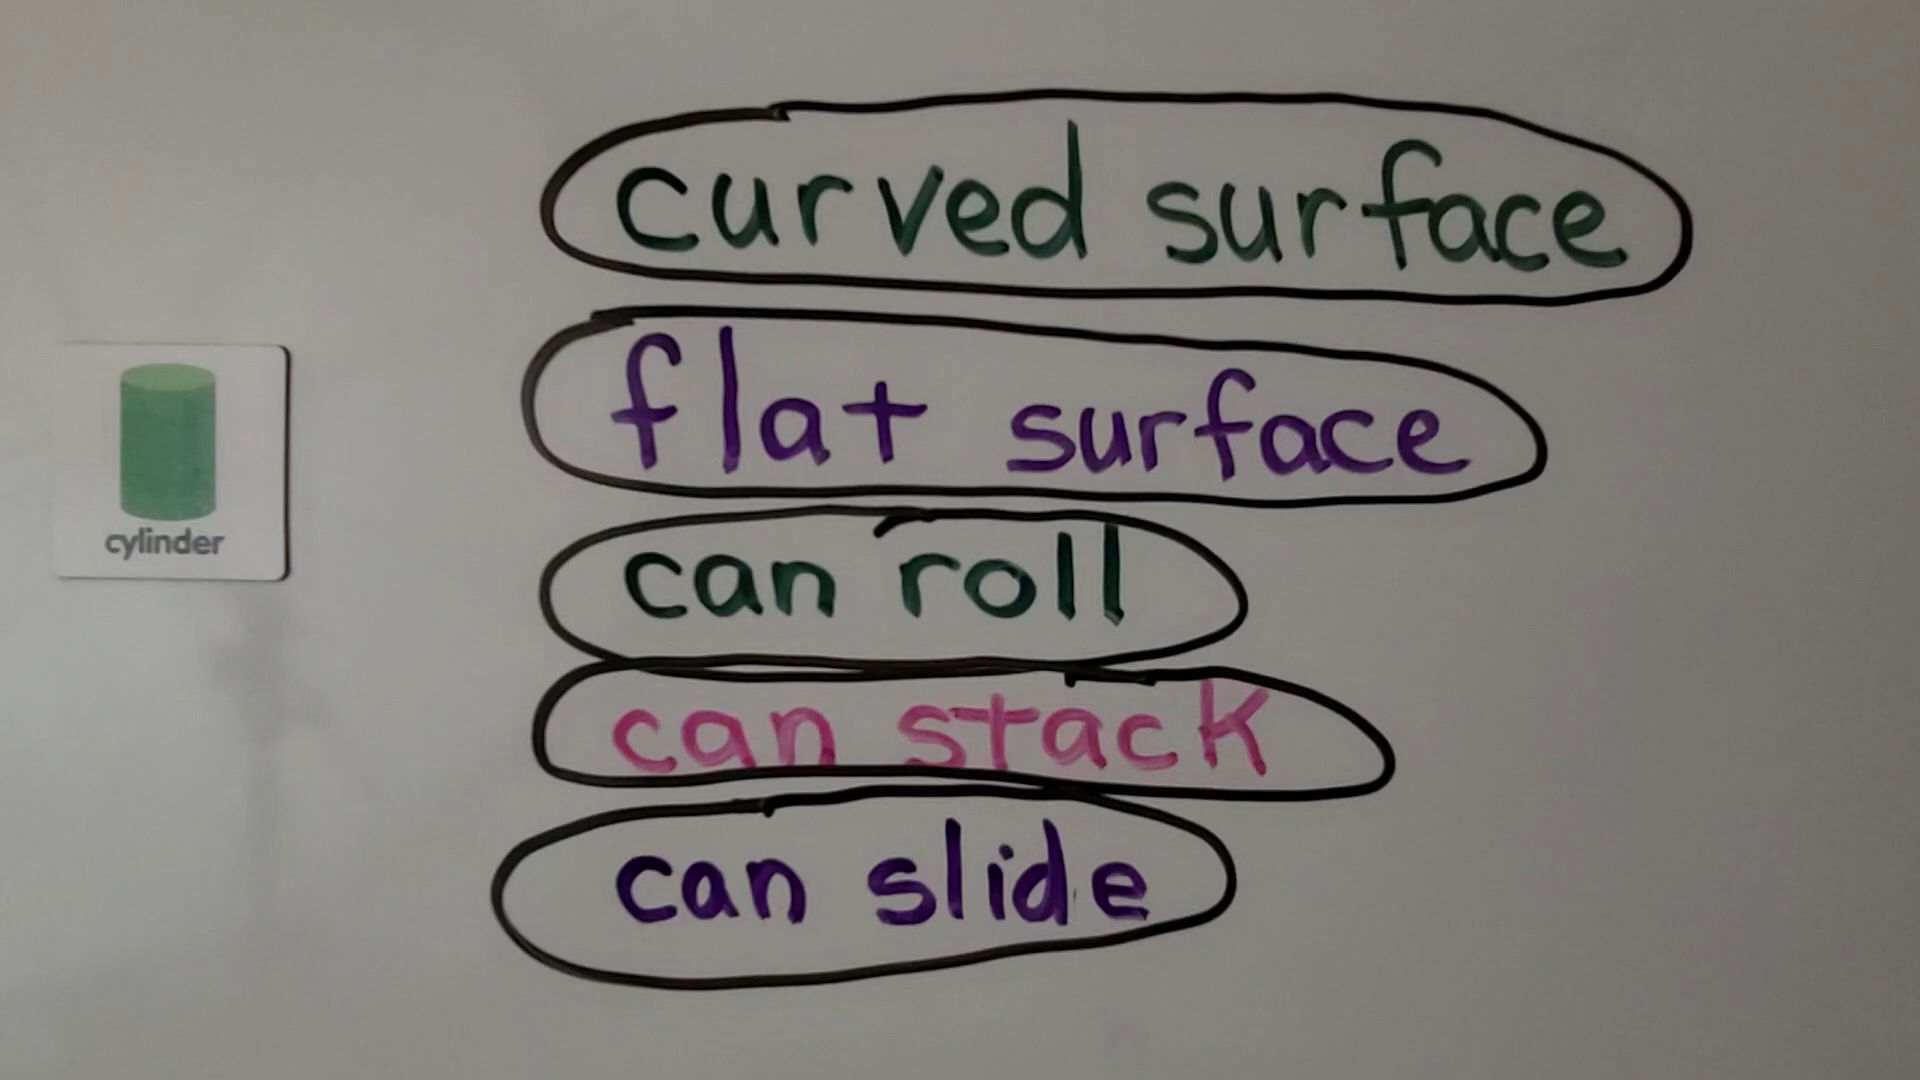 curved surface
flat surface
cylinder
can roll
can stack
can slide